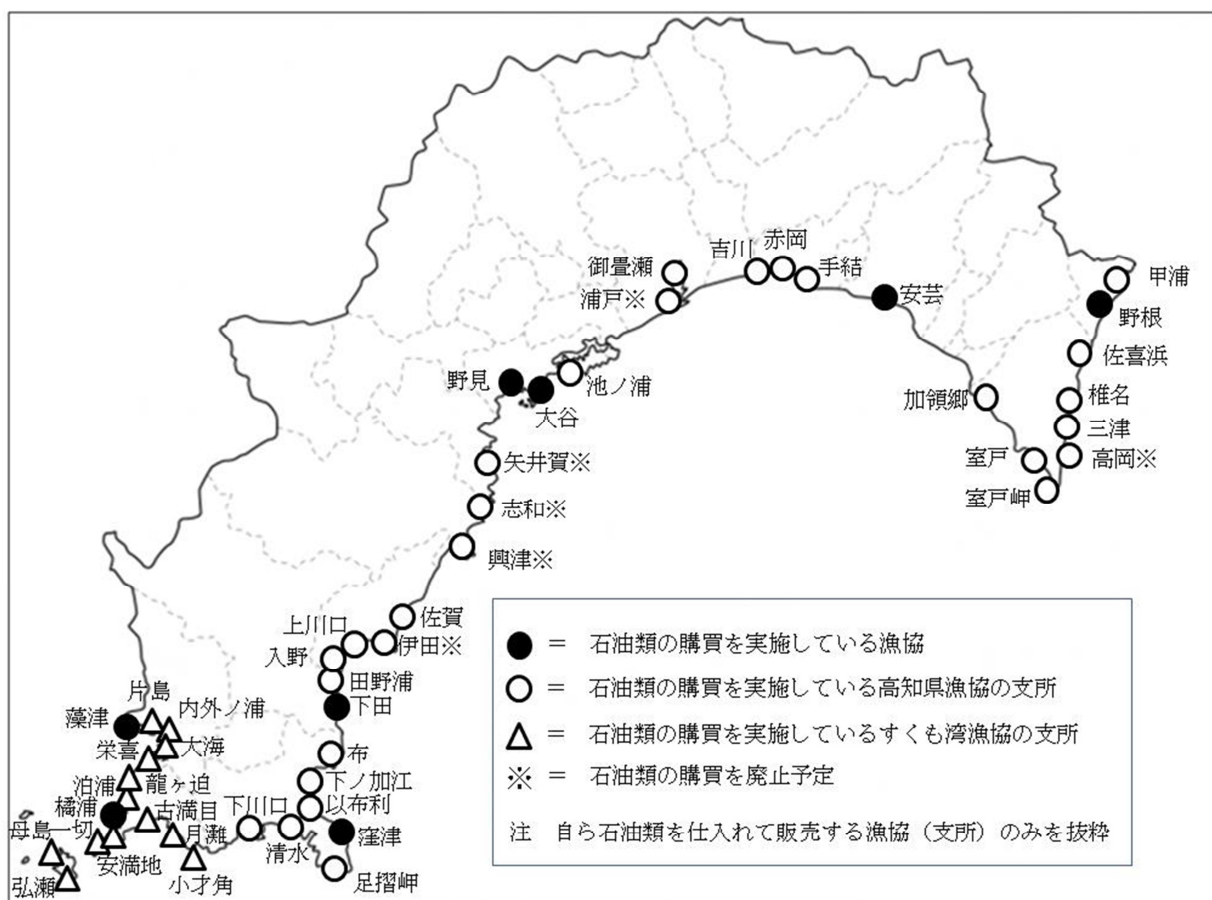 吉川
赤岡
手結
御畳瀬
浦戸※
安芸
甲浦
野根
佐喜浜
椎名
三津
高岡※
室戸
室戸岬
加領郷
野見
大谷
池ノ浦
矢井賀※
志和※
興津※
佐賀
上川口
伊田※
入野
田野浦
下田
布
下ノ加江
以布利
下川口
清水
窪津
足摺岬
片島
内外ノ浦
藻津
大海
栄喜
泊浦
龍ヶ迫
橘浦
古満目
母島
一切
月灘
安満地
小才角
弘瀬
● = 石油類の購買を実施している漁協
○ = 石油類の購買を実施している高知県漁協の支所
△ = 石油類の購買を実施しているすくも湾漁協の支所
※ = 石油類の購買を廃止予定
注 自ら石油類を仕入れて販売する漁協（支所）のみを抜粋